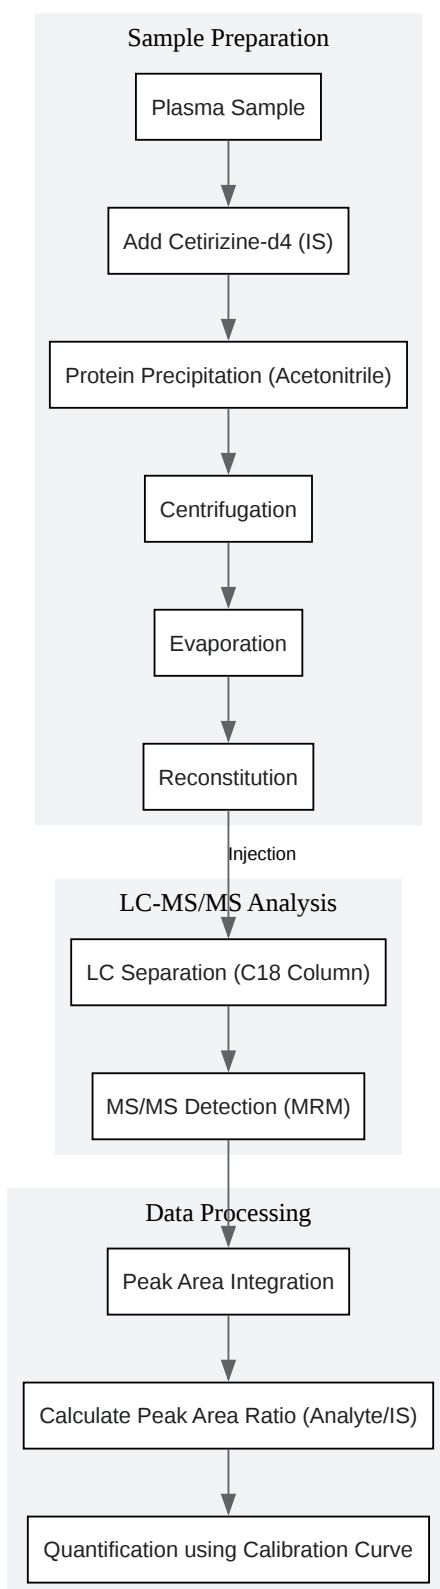 Sample Preparation
Plasma Sample
Add Cetirizine-d4 (IS)
Protein Precipitation (Acetonitrile)
Centrifugation
Evaporation
Reconstitution
Injection
LC-MS/MS Analysis
LC Separation (C18 Column)
MS/MS Detection (MRM)
Data Processing
Peak Area Integration
Calculate Peak Area Ratio (Analyte/IS)
Quantification using Calibration Curve